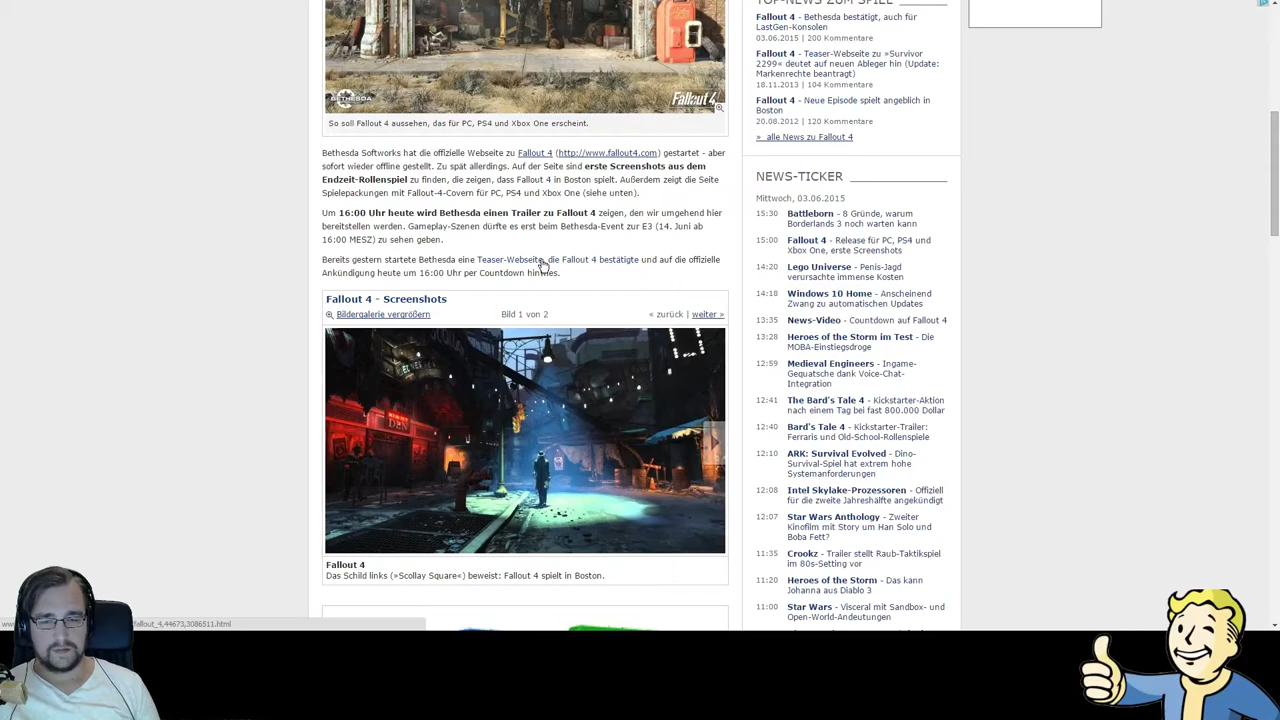 BETHESDA
Fallout 4
So soll Fallout 4 aussehen, das für PC, PS4 und Xbox One erscheint.
Bethesda Softworks hat die offizielle Webseite zu Fallout 4 (http://www.fallout4.com) gestartet - aber
sofort wieder offline gestellt. Zu spät allerdings. Auf der Seite sind erste Screenshots aus dem
Endzeit-Rollenspiel zu finden, die zeigen, dass Fallout 4 in Boston spielt. Außerdem zeigt die Seite
Spielepackungen mit Fallout-4-Covern für PC, PS4 und Xbox One (siehe unten).
Um 16:00 Uhr heute wird Bethesda einen Trailer zu Fallout 4 zeigen, den wir umgehend hier
bereitstellen werden. Gameplay-Szenen dürfte es erst beim Bethesda-Event zur E3 (14. Juni ab
16:00 MESZ) zu sehen geben.
Bereits gestern startete Bethesda eine Teaser-Webseite, die Fallout 4 bestätigte und auf die offizielle
Ankündigung heute um 16:00 Uhr per Countdown hinwies.
Fallout 4 - Screenshots
Bildergalerie vergrößern Bild 1 von 2 « zurück | weiter »
DEN
Fallout 4
Das Schild links (»Scollay Square«) beweist: Fallout 4 spielt in Boston.
TOP-NEWS ZUM SPIEL
Fallout 4 - Bethesda bestätigt, auch für
LastGen-Konsolen
03.06.2015 | 200 Kommentare
Fallout 4 - Teaser-Webseite zu »Survivor
2299« deutet auf neuen Ableger hin (Update:
Markenrechte beantragt)
18.11.2013 | 104 Kommentare
Fallout 4 - Neue Episode spielt angeblich in
Boston
20.08.2012 | 120 Kommentare
» alle News zu Fallout 4
NEWS-TICKER
Mittwoch, 03.06.2015
15:30 Battleborn - 8 Gründe, warum
Borderlands 3 noch warten kann
15:00 Fallout 4 - Release für PC, PS4 und
Xbox One, erste Screenshots
14:20 Lego Universe - Penis-Jagd
verursachte immense Kosten
14:18 Windows 10 Home - Anscheinend
Zwang zu automatischen Updates
13:35 News-Video - Countdown auf Fallout 4
13:28 Heroes of the Storm im Test - Die
MOBA-Einstiegsdroge
12:59 Medieval Engineers - Ingame-
Gequatsche dank Voice-Chat-
Integration
12:41 The Bard's Tale 4 - Kickstarter-Aktion
nach einem Tag bei fast 800.000 Dollar
12:40 Bard's Tale 4 - Kickstarter-Trailer:
Ferraris und Old-School-Rollenspiele
12:10 ARK: Survival Evolved - Dino-
Survival-Spiel hat extrem hohe
Systemanforderungen
12:08 Intel Skylake-Prozessoren - Offiziell
für die zweite Jahreshälfte angekündigt
12:07 Star Wars Anthology - Zweiter
Kinofilm mit Story um Han Solo und
Boba Fett?
11:35 Crookz - Trailer stellt Raub-Taktikspiel
im 80s-Setting vor
11:20 Heroes of the Storm - Das kann
Johanna aus Diablo 3
11:00 Star Wars - Visceral mit Sandbox- und
Open-World-Andeutungen
fallout_4,44673,3086511.html